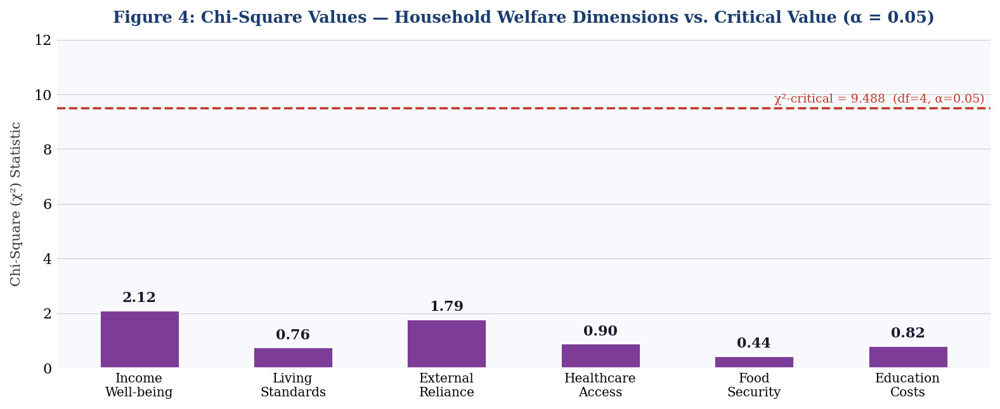 Figure 4: Chi-Square Values — Household Welfare Dimensions vs. Critical Value (α = 0.05)
Chi-Square (χ²) Statistic
12
10
8
6
4
2
0
χ²-critical = 9.488  (df=4, α=0.05)
2.12
0.76
1.79
0.90
0.44
0.82
Income
Well-being
Living
Standards
External
Reliance
Healthcare
Access
Food
Security
Education
Costs